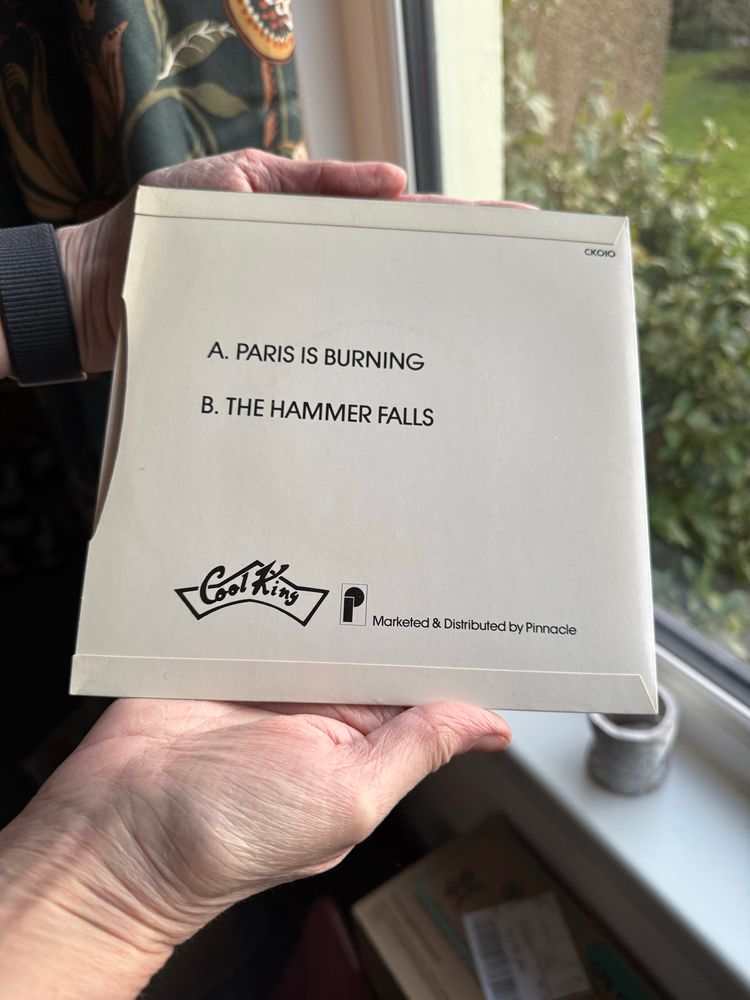 CK010
A. PARIS IS BURNING
B. THE HAMMER FALLS
Cool King
P
Marketed & Distributed by Pinnacle